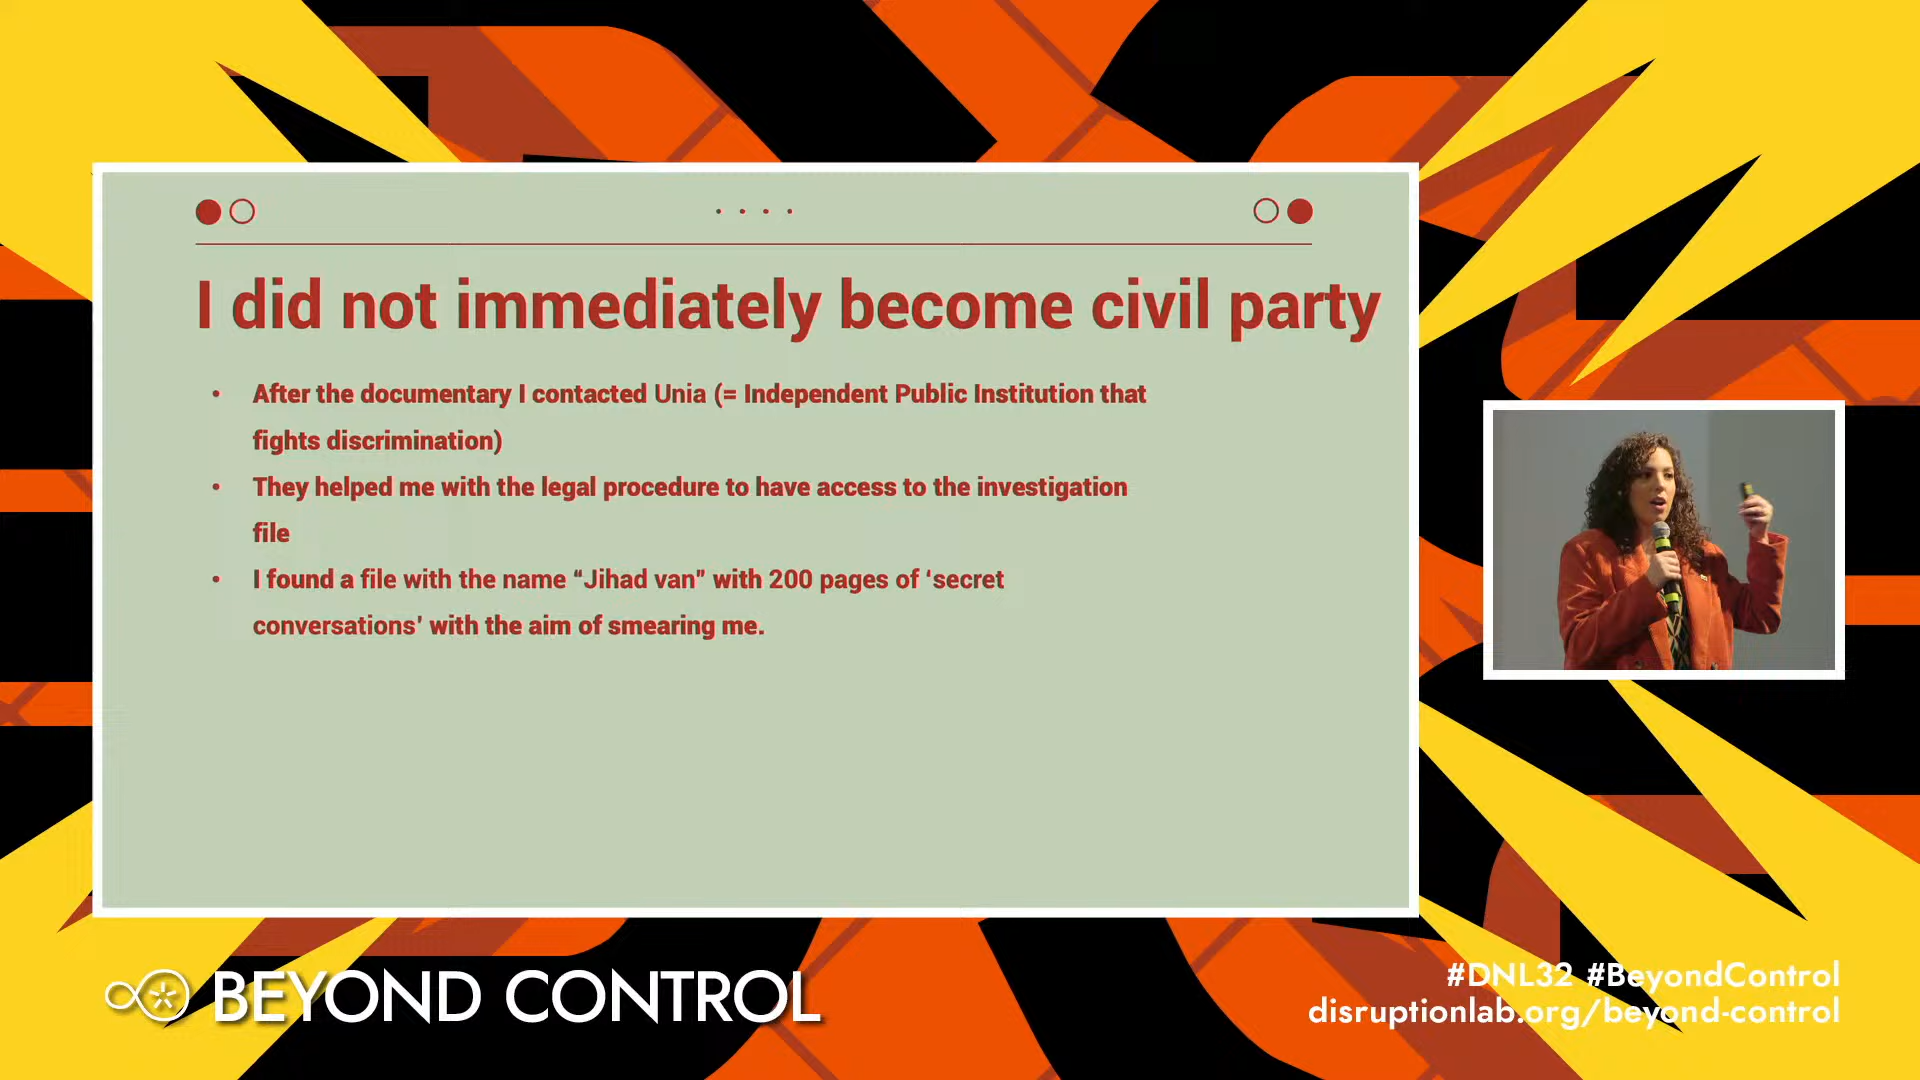 I did not immediately become civil party
• After the documentary I contacted Unia (= Independent Public Institution that
fights discrimination)
• They helped me with the legal procedure to have access to the investigation
file
• I found a file with the name “Jihad van” with 200 pages of ‘secret
conversations’ with the aim of smearing me.
BEYOND CONTROL
#DNL32 #BeyondControl
disruptionlab.org/beyond-control